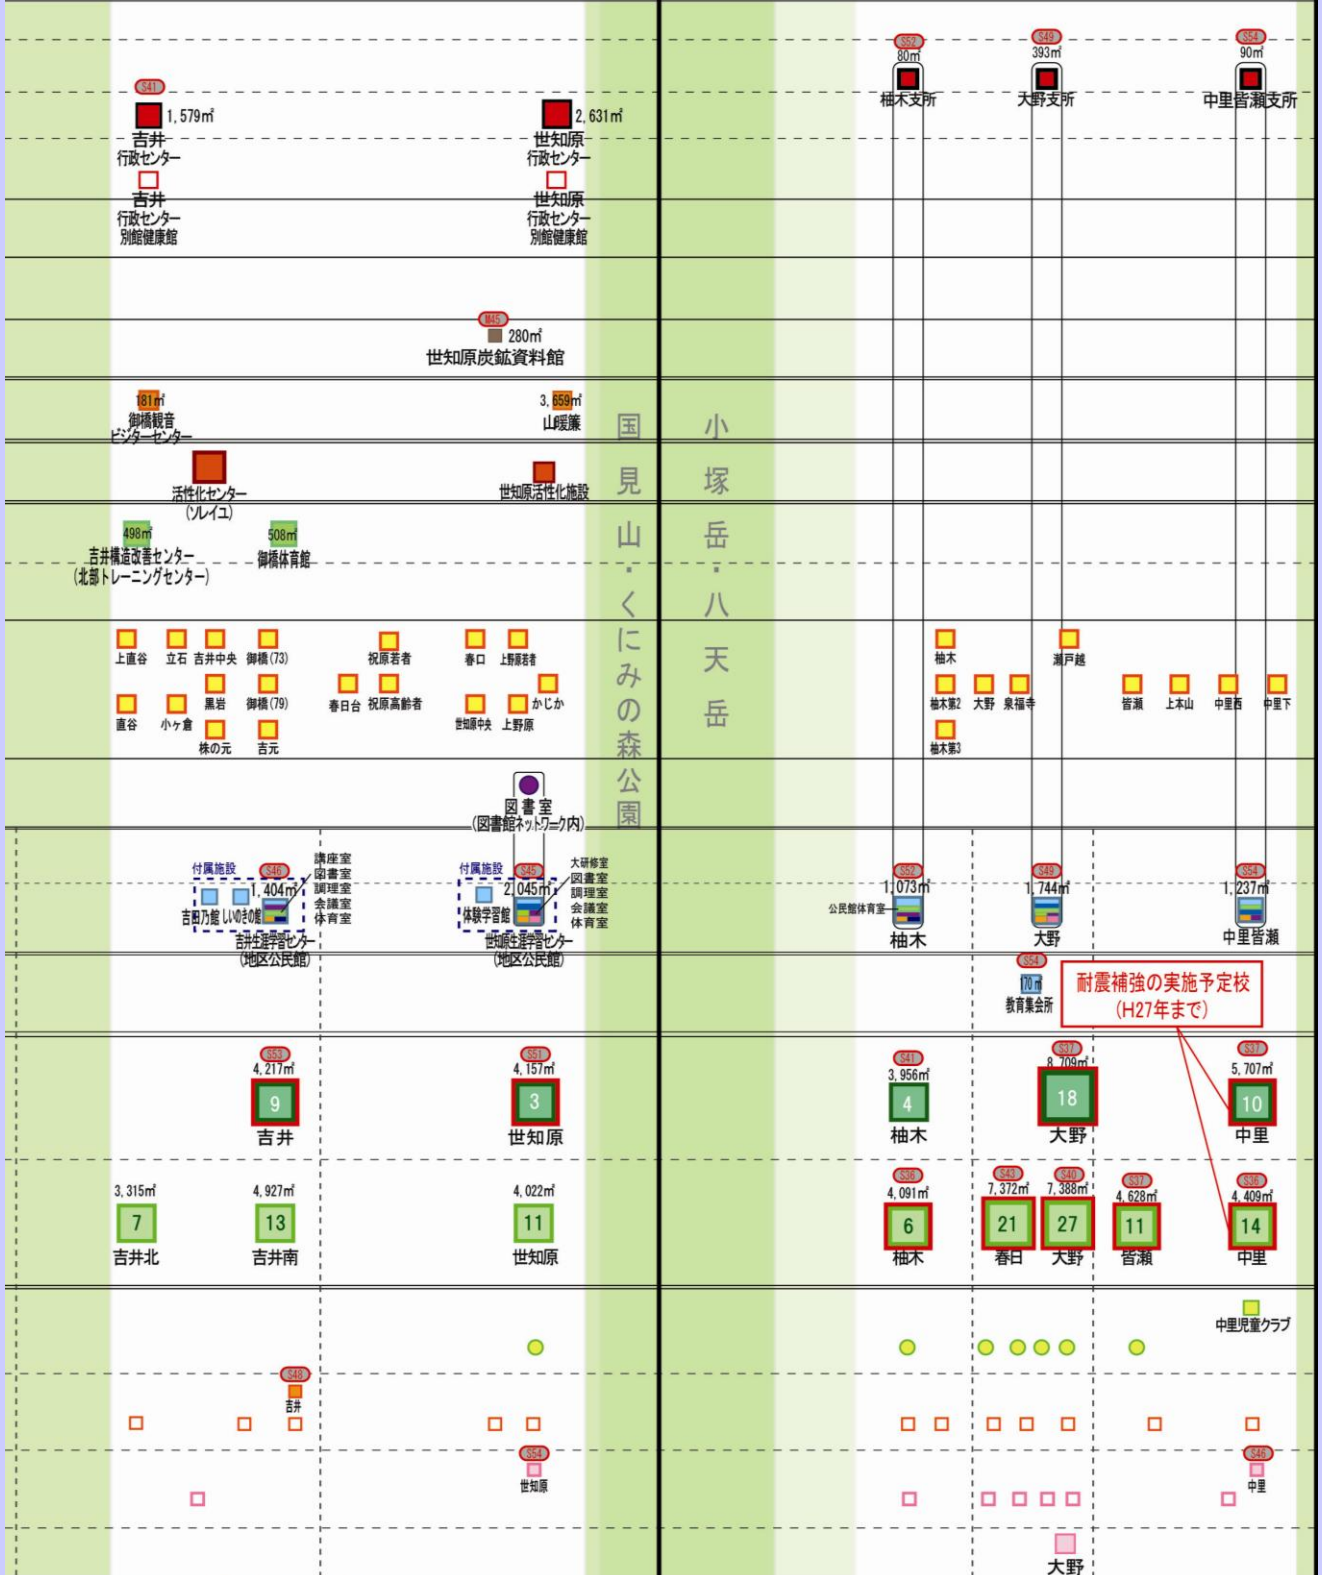 S52
80㎡
柚木支所
S49
393㎡
大野支所
S54
90㎡
中里皆瀬支所
S41
1,579㎡
吉井
行政センター
2,631㎡
世知原
行政センター
吉井
行政センター
別館健康館
世知原
行政センター
別館健康館
M45
280㎡
世知原炭鉱資料館
181㎡
御橋観音
ビジターセンター
3,659㎡
山暖簾
国見山・くにみの森公園
小塚岳・八天岳
活性化センター
(ソレイユ)
世知原活性化施設
498㎡
吉井構造改善センター
(北部トレーニングセンター)
508㎡
御橋体育館
上直谷
立石
吉井中央
御橋(73)
祝原若者
春口
上野原若者
柚木
瀬戸越
黒岩
御橋(79)
春日台
祝原高齢者
かじか
直谷
小ヶ倉
世知原中央
上野原
柚木第2
大野
泉福寺
皆瀬
上本山
中里西
中里下
株の元
吉元
柚木第3
図書室
(図書館ネットワーク内)
付属施設
S46
1,404㎡
講座室
図書室
調理室
会議室
体育室
吉田乃館
しいのきの館
吉井生涯学習センター
(地区公民館)
付属施設
S45
2,045㎡
大研修室
図書室
調理室
会議室
体育室
体験学習館
世知原生涯学習センター
(地区公民館)
S52
1,073㎡
公民館体育室
柚木
S49
1,744㎡
大野
S54
1,237㎡
中里皆瀬
S54
170㎡
教育集会所
耐震補強の実施予定校
(H27年まで)
S53
4,217㎡
9
吉井
S51
4,157㎡
3
世知原
S41
3,956㎡
4
柚木
S37
8,709㎡
18
大野
S37
5,707㎡
10
中里
3,315㎡
7
吉井北
4,927㎡
13
吉井南
4,022㎡
11
世知原
S36
4,091㎡
6
柚木
S43
7,372㎡
21
春日
S40
7,388㎡
27
大野
S37
4,628㎡
11
皆瀬
S36
4,409㎡
14
中里
中里児童クラブ
S48
吉井
S54
世知原
S46
中里
大野